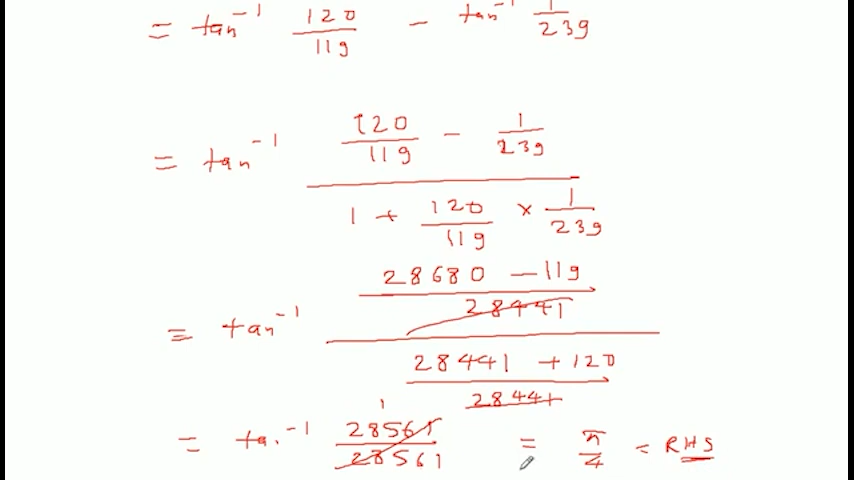 = tan⁻¹ 120/119 − tan⁻¹ 1/239
= tan⁻¹ 120/119 − 1/239
1 + 120/119 × 1/239
28680 − 119
28441
= tan⁻¹
28441 + 120
28441
1
= tan⁻¹ 28561/28561 = π/4 = RHS